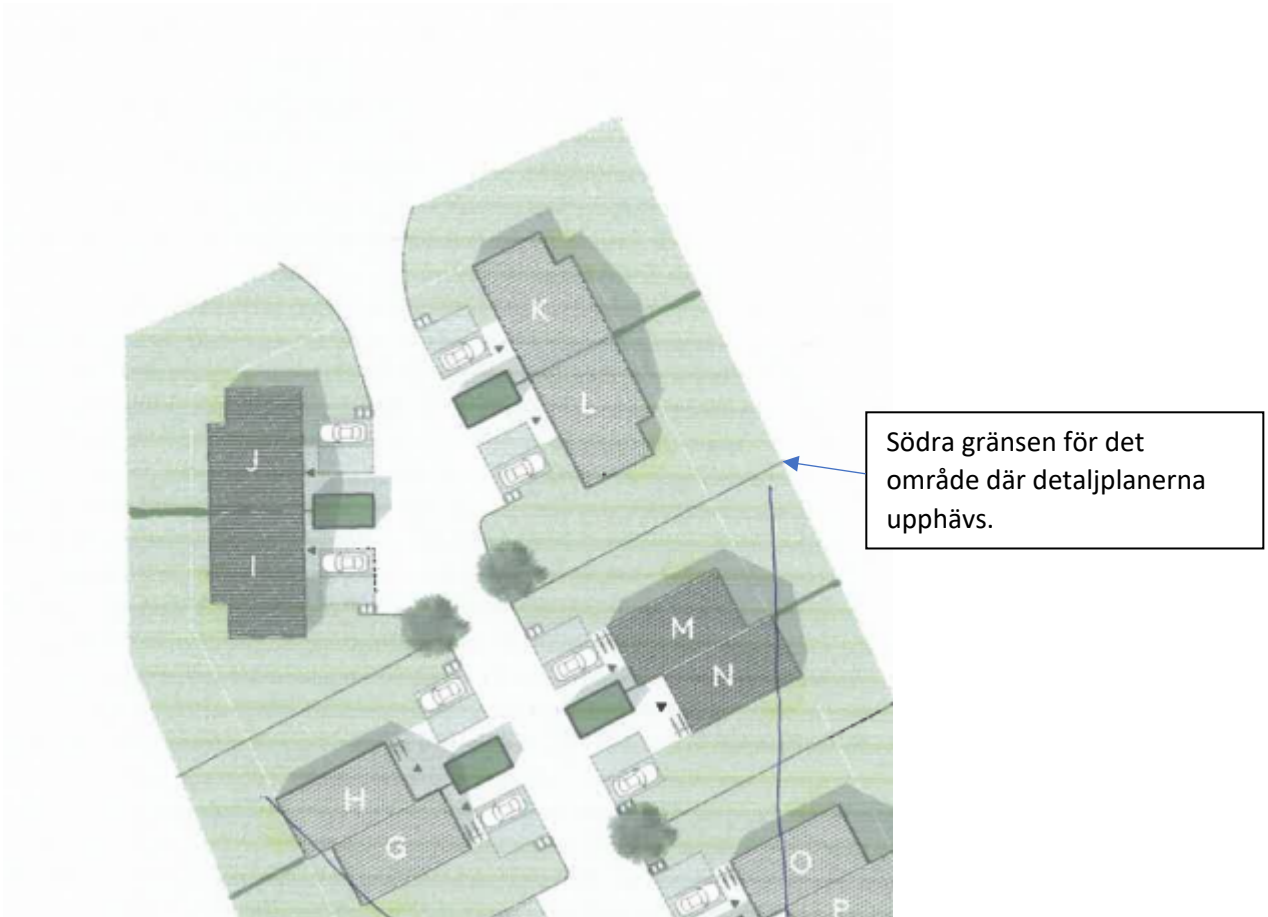 K
L
J
I
Södra gränsen för det
område där detaljplanerna
upphävs.
M
N
H
G
O
P